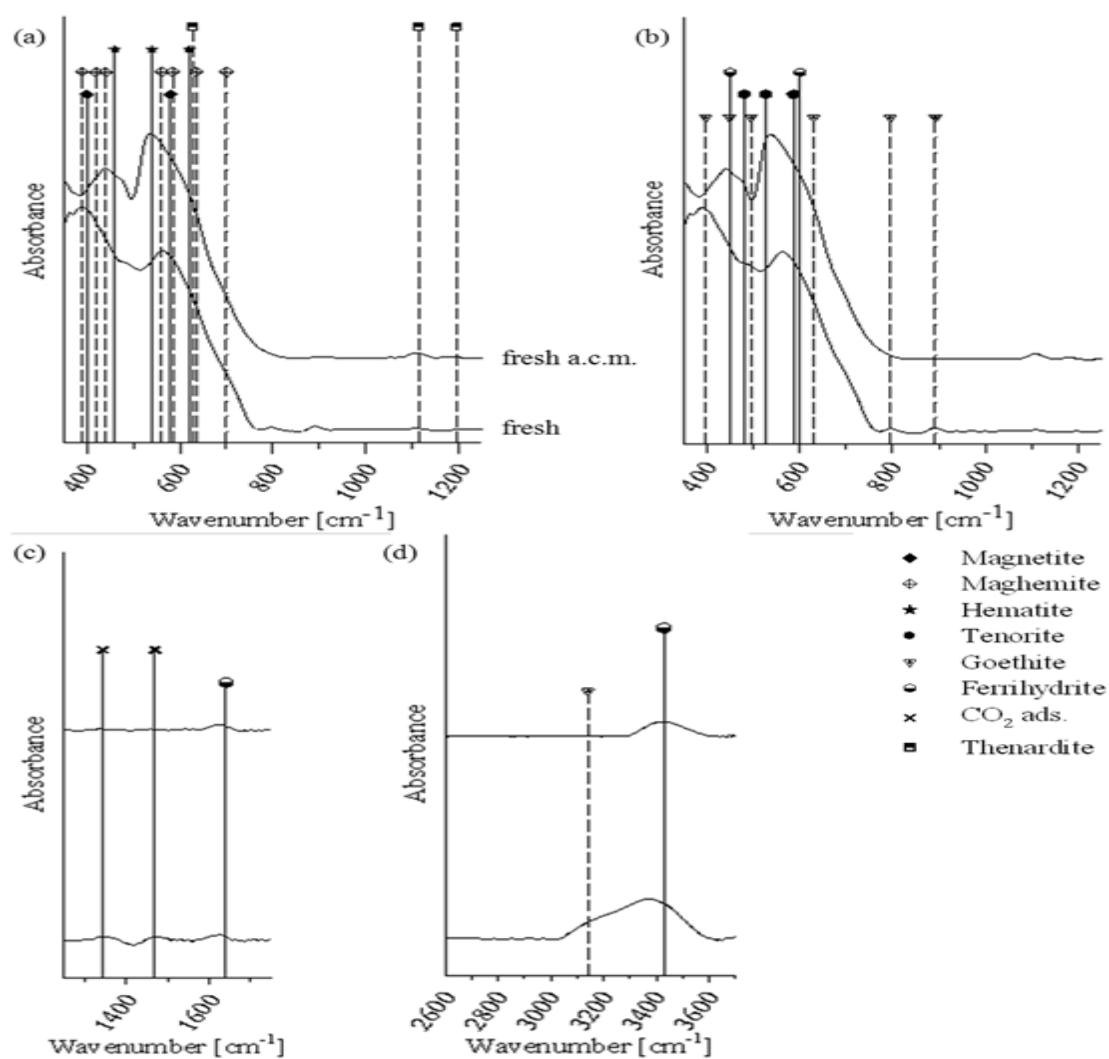 (a)
Absorbance
fresh a.c.m.
fresh
400 600 800 1000 1200
Wavenumber [cm⁻¹]
(b)
Absorbance
400 600 800 1000 1200
Wavenumber [cm⁻¹]
(c)
Absorbance
1400 1600
Wavenumber [cm⁻¹]
(d)
Absorbance
2600 2800 3000 3200 3400 3600
Wavenumber [cm⁻¹]
Magnetite
Maghemite
Hematite
Tenorite
Goethite
Ferrihydrite
CO₂ ads.
Thenardite